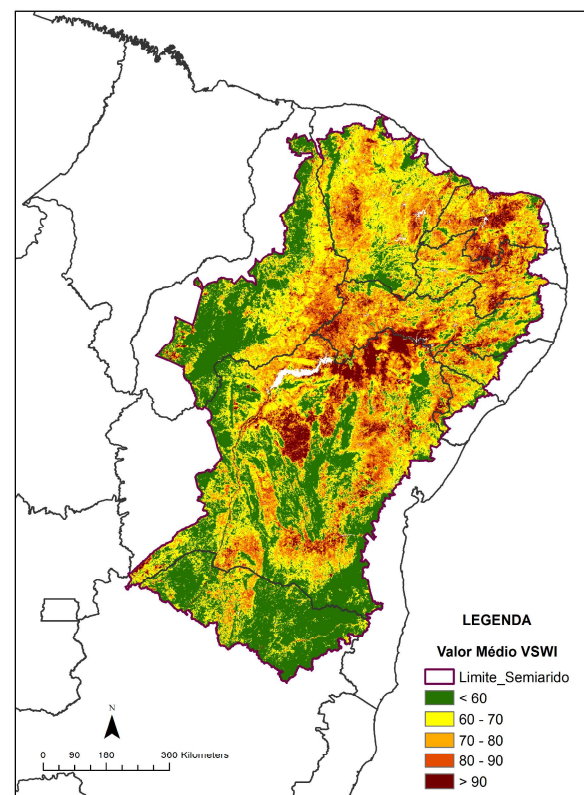 LEGENDA
Valor Médio VSWI
Limite_Semiarido
< 60
60 - 70
70 - 80
80 - 90
> 90
N
0 90 180 360 Kilometers